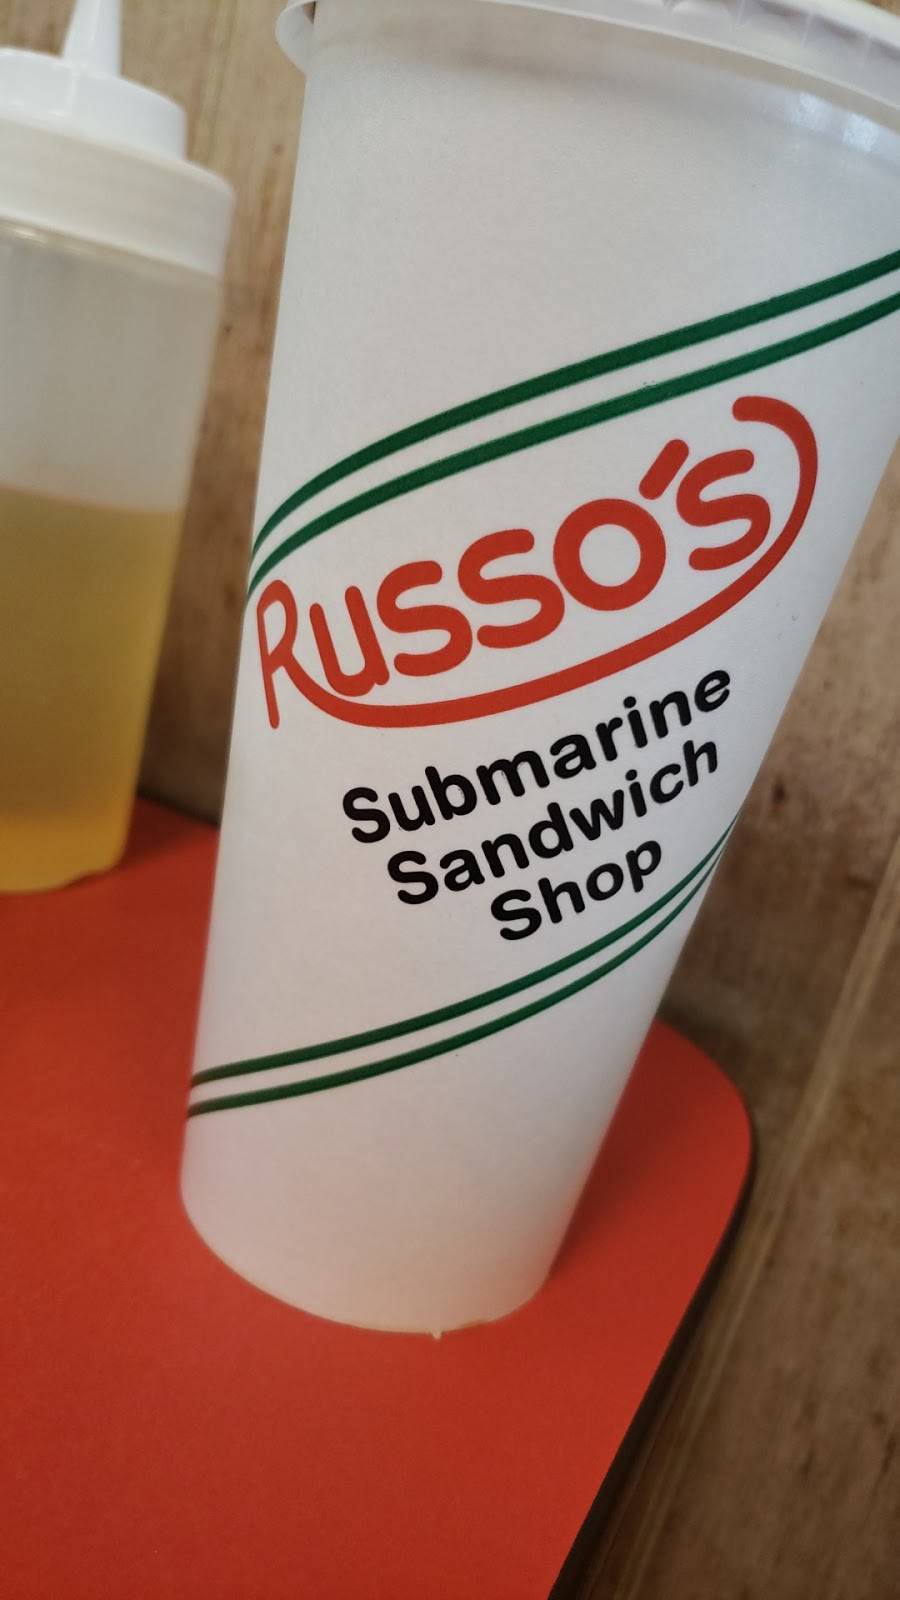 Russo's
Submarine
Sandwich
Shop